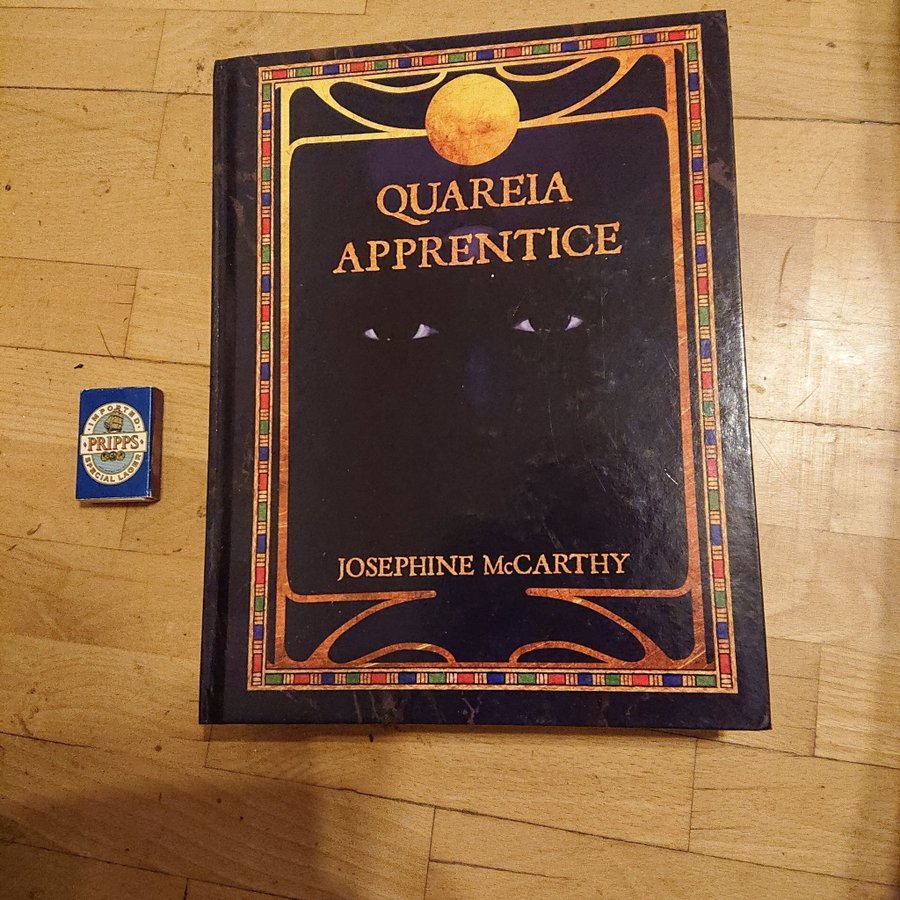 QUAREIA
APPRENTICE
JOSEPHINE McCARTHY
IMPORTED
PRIPPS
SPECIAL LAGER